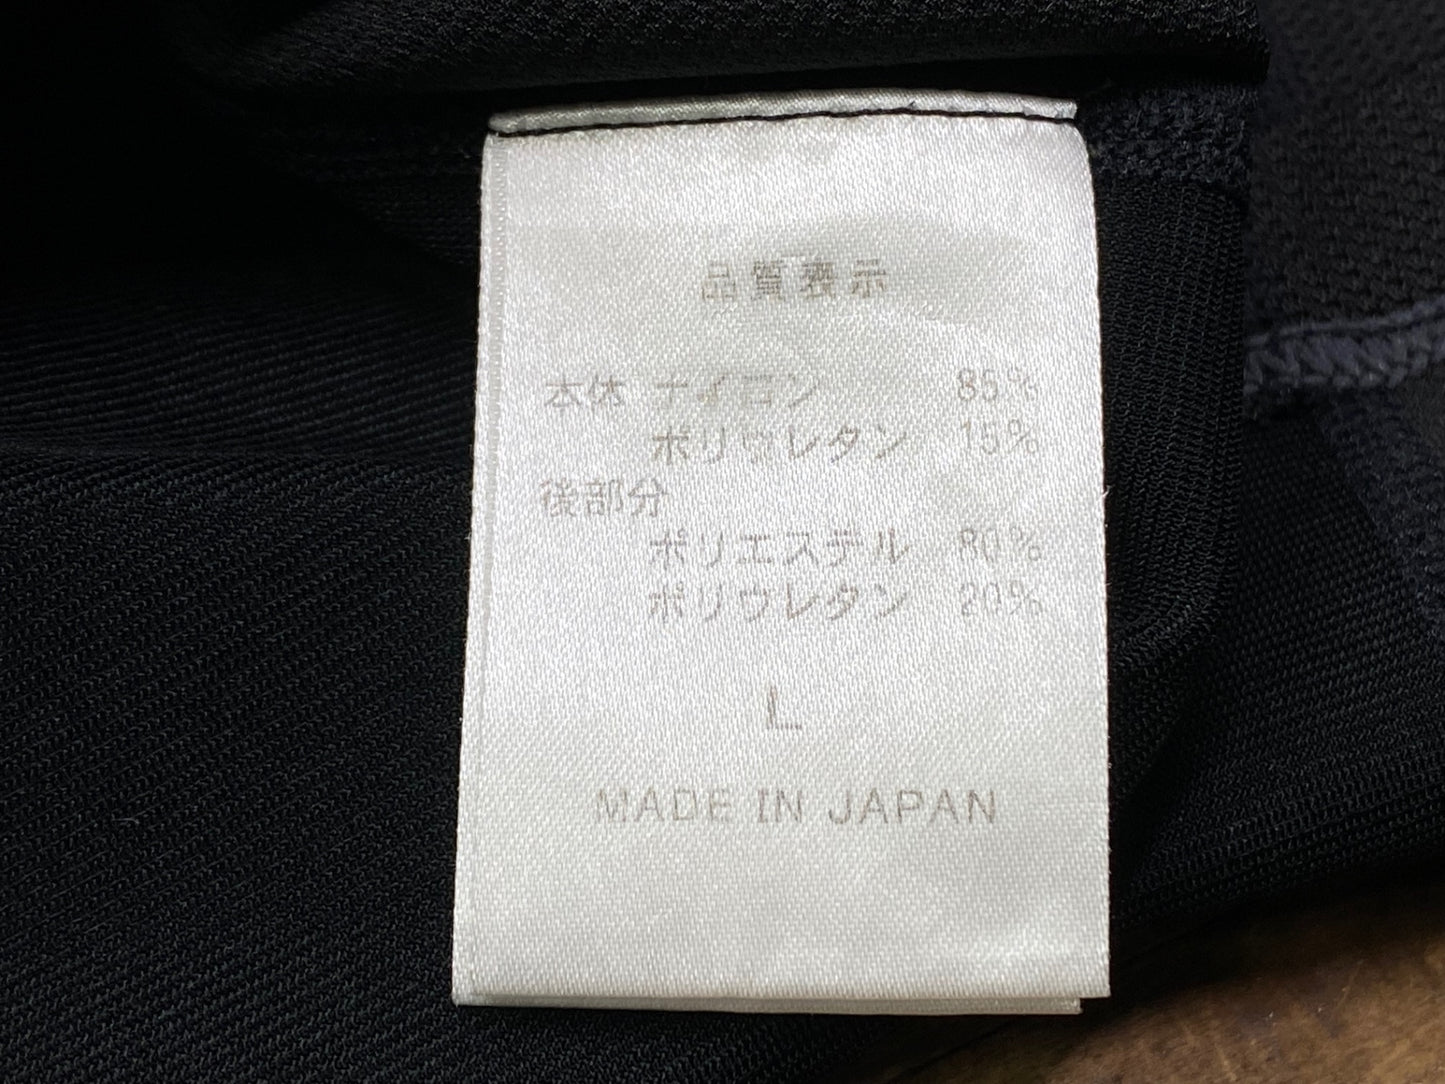 品質表示
本体 ナイロン 85%
ポリウレタン 15%
後部分
ポリエステル 80%
ポリウレタン 20%
L
MADE IN JAPAN